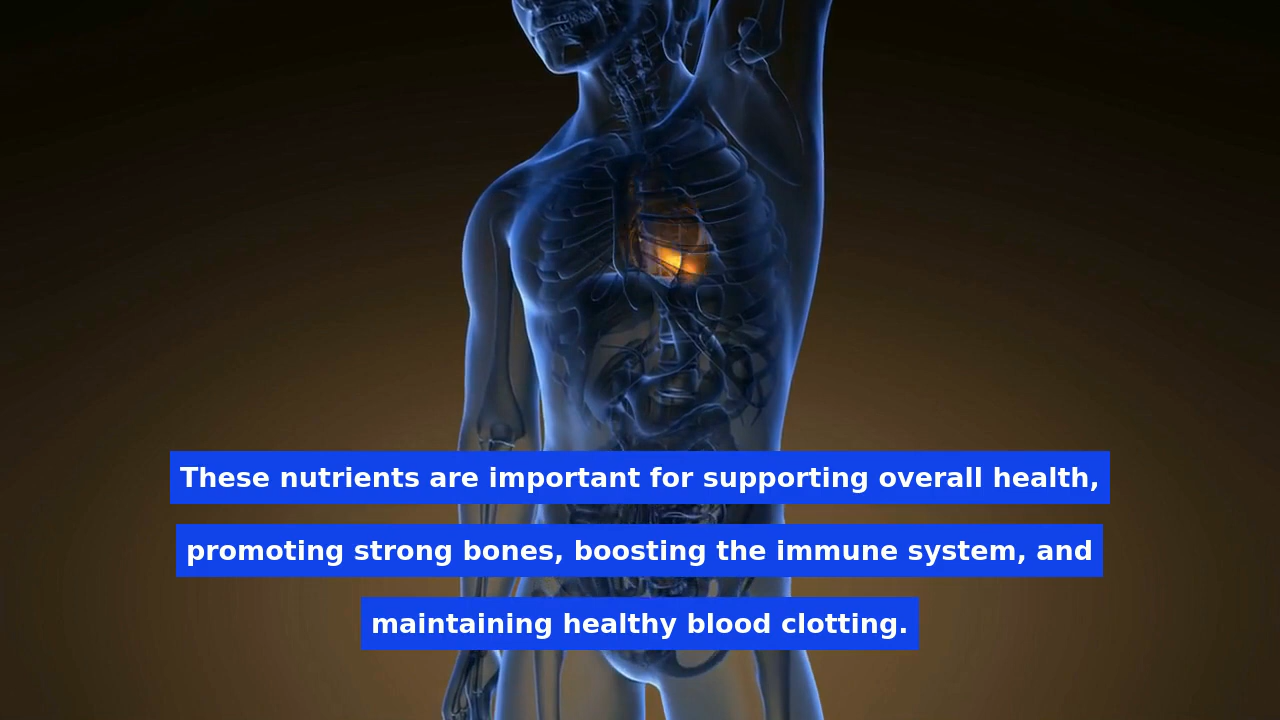 These nutrients are important for supporting overall health,
promoting strong bones, boosting the immune system, and
maintaining healthy blood clotting.